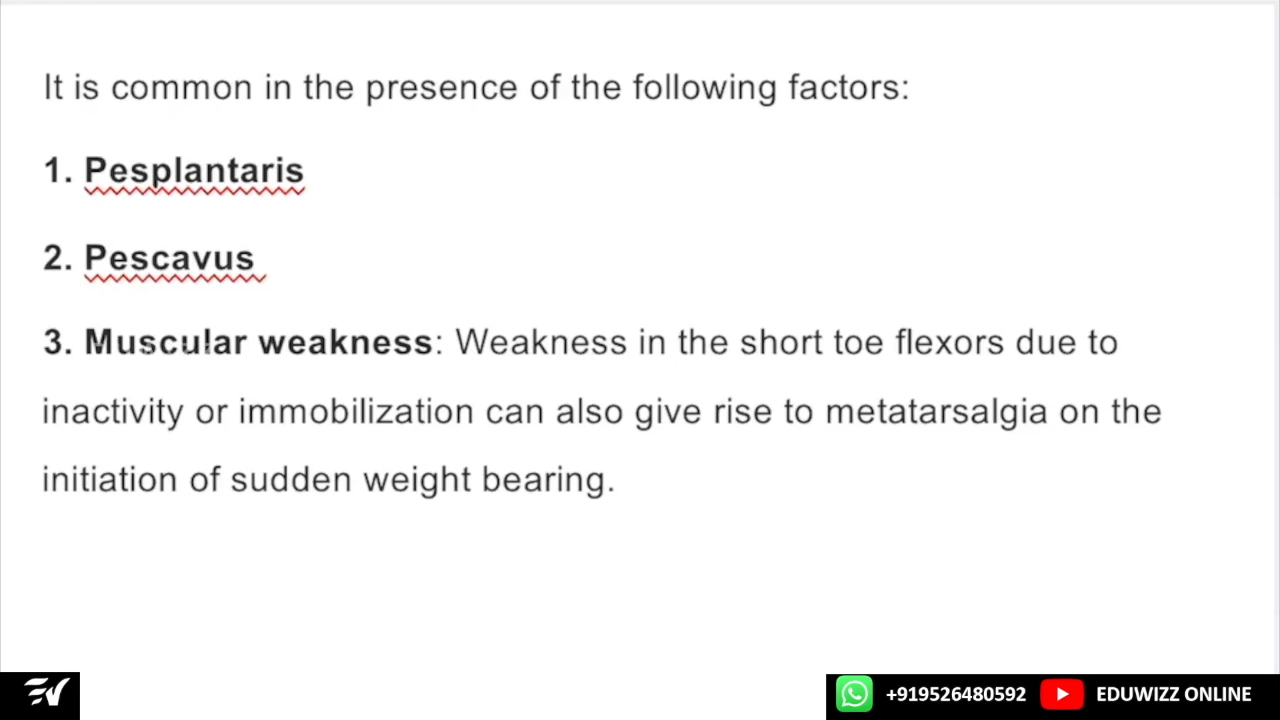 It is common in the presence of the following factors:
1. Pesplantaris
2. Pescavus
3. Muscular weakness: Weakness in the short toe flexors due to
inactivity or immobilization can also give rise to metatarsalgia on the
initiation of sudden weight bearing.
+919526480592 EDUWIZZ ONLINE